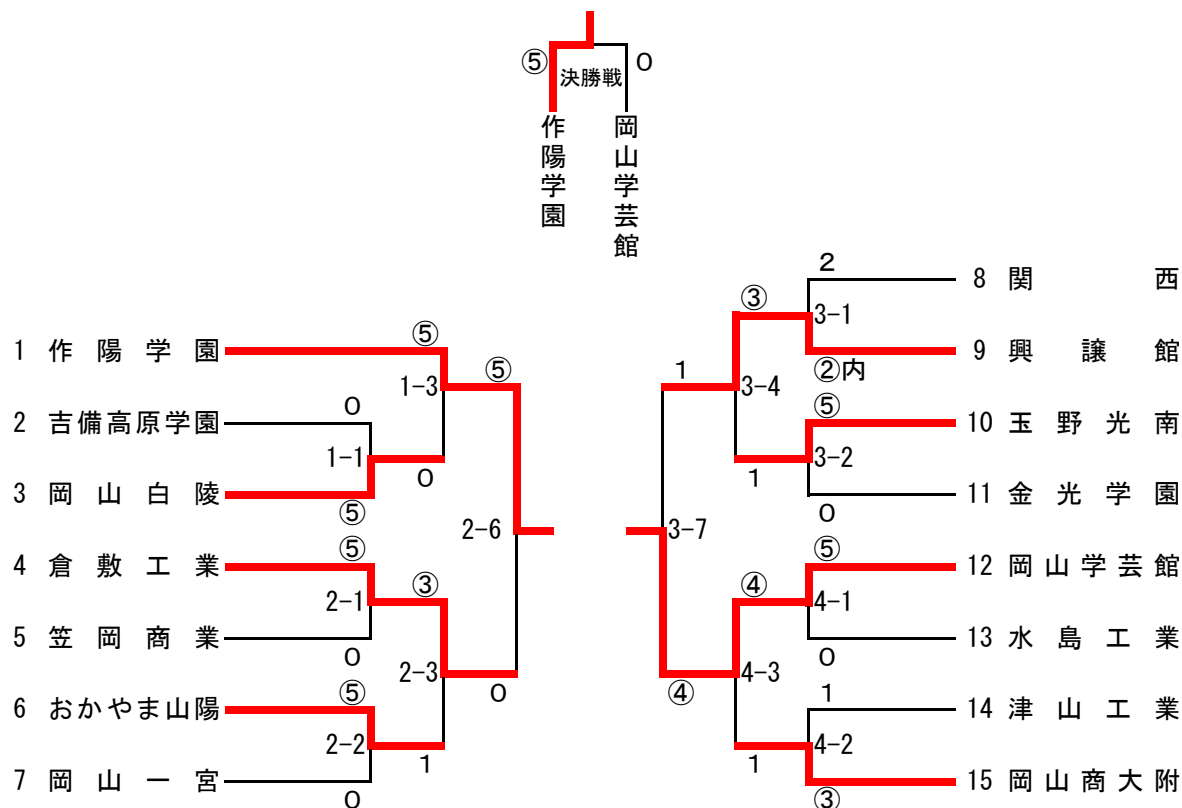 ⑤ 0
決勝戦
作陽学園
岡山学芸館
1 作陽学園
2 吉備高原学園
3 岡山白陵
4 倉敷工業
5 笠岡商業
6 おかやま山陽
7 岡山一宮
⑤
1-3
0
1-1
⑤
0
⑤
2-1
0
③
2-3
⑤
2-2
0
1
⑤
2-6
0
1
3-7
④
③
3-4
1
④
4-3
1
2
3-1
②内
⑤
3-2
0
⑤
4-1
0
1
4-2
③
8 関西
9 興譲館
10 玉野光南
11 金光学園
12 岡山学芸館
13 水島工業
14 津山工業
15 岡山商大附